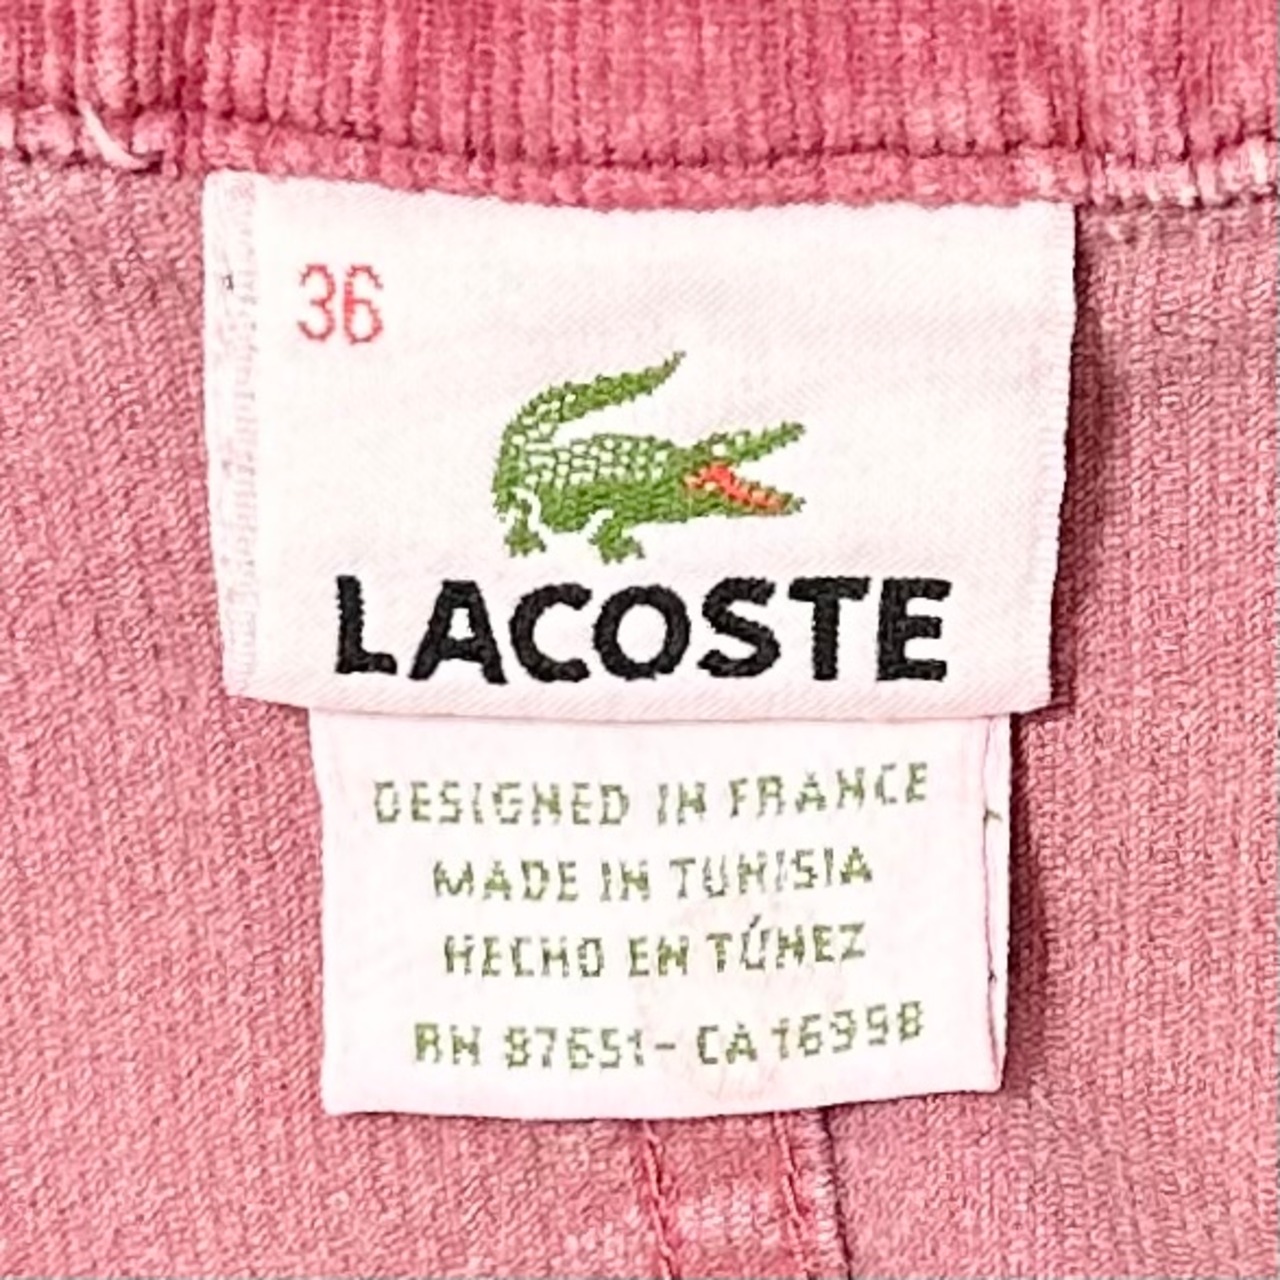 36
LACOSTE
DESIGNED IN FRANCE
MADE IN TUNISIA
HECHO EN TÚNEZ
RN 87651- CA 16998